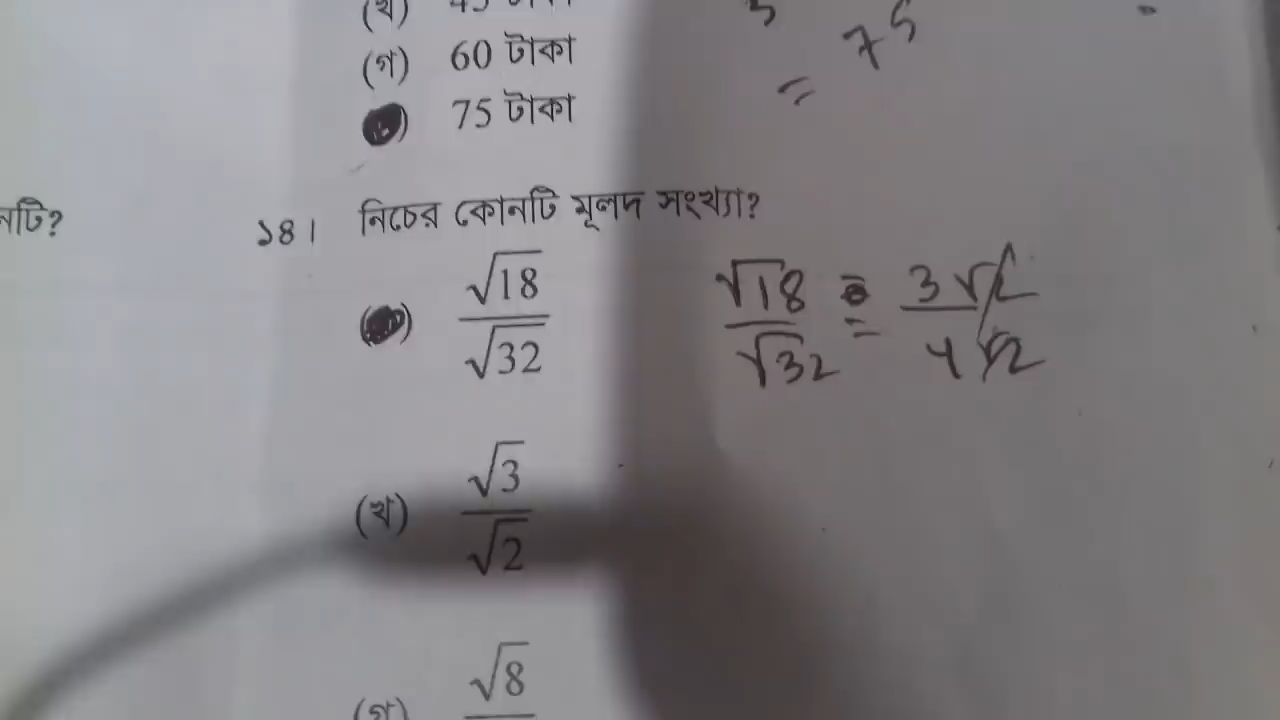 (গ) 60 টাকা
75 টাকা
= 75
নটি?
১৪। নিচের কোনটি মূলদ সংখ্যা?
√18/√32
√18/√32 = 3√2/4√2
(খ) √3/√2
(গ) √8